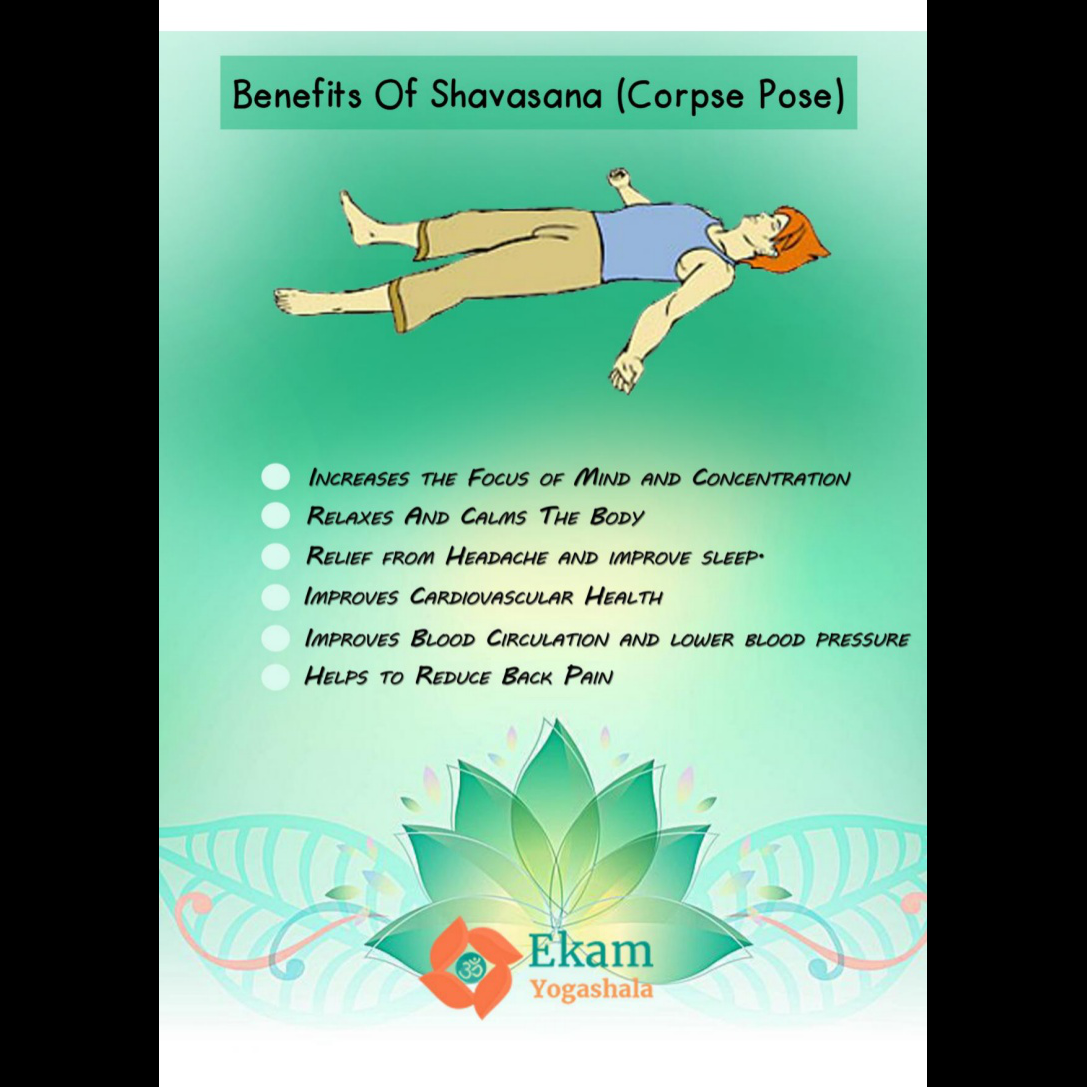 Benefits Of Shavasana (Corpse Pose)
Increases the Focus of Mind and Concentration
Relaxes And Calms The Body
Relief from Headache and improve sleep.
Improves Cardiovascular Health
Improves Blood Circulation and lower blood pressure
Helps to Reduce Back Pain
ॐ
Ekam
Yogashala